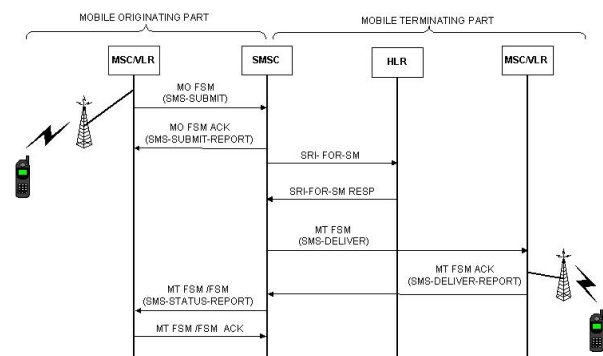 MOBILE ORIGINATING PART
MOBILE TERMINATING PART
MSC/VLR
SMSC
HLR
MSC/VLR
MO FSM
(SMS-SUBMIT)
MO FSM ACK
(SMS-SUBMIT-REPORT)
SRI- FOR-SM
SRI-FOR-SM RESP
MT FSM
(SMS-DELIVER)
MT FSM ACK
(SMS-DELIVER-REPORT)
MT FSM /FSM
(SMS-STATUS-REPORT)
MT FSM /FSM ACK